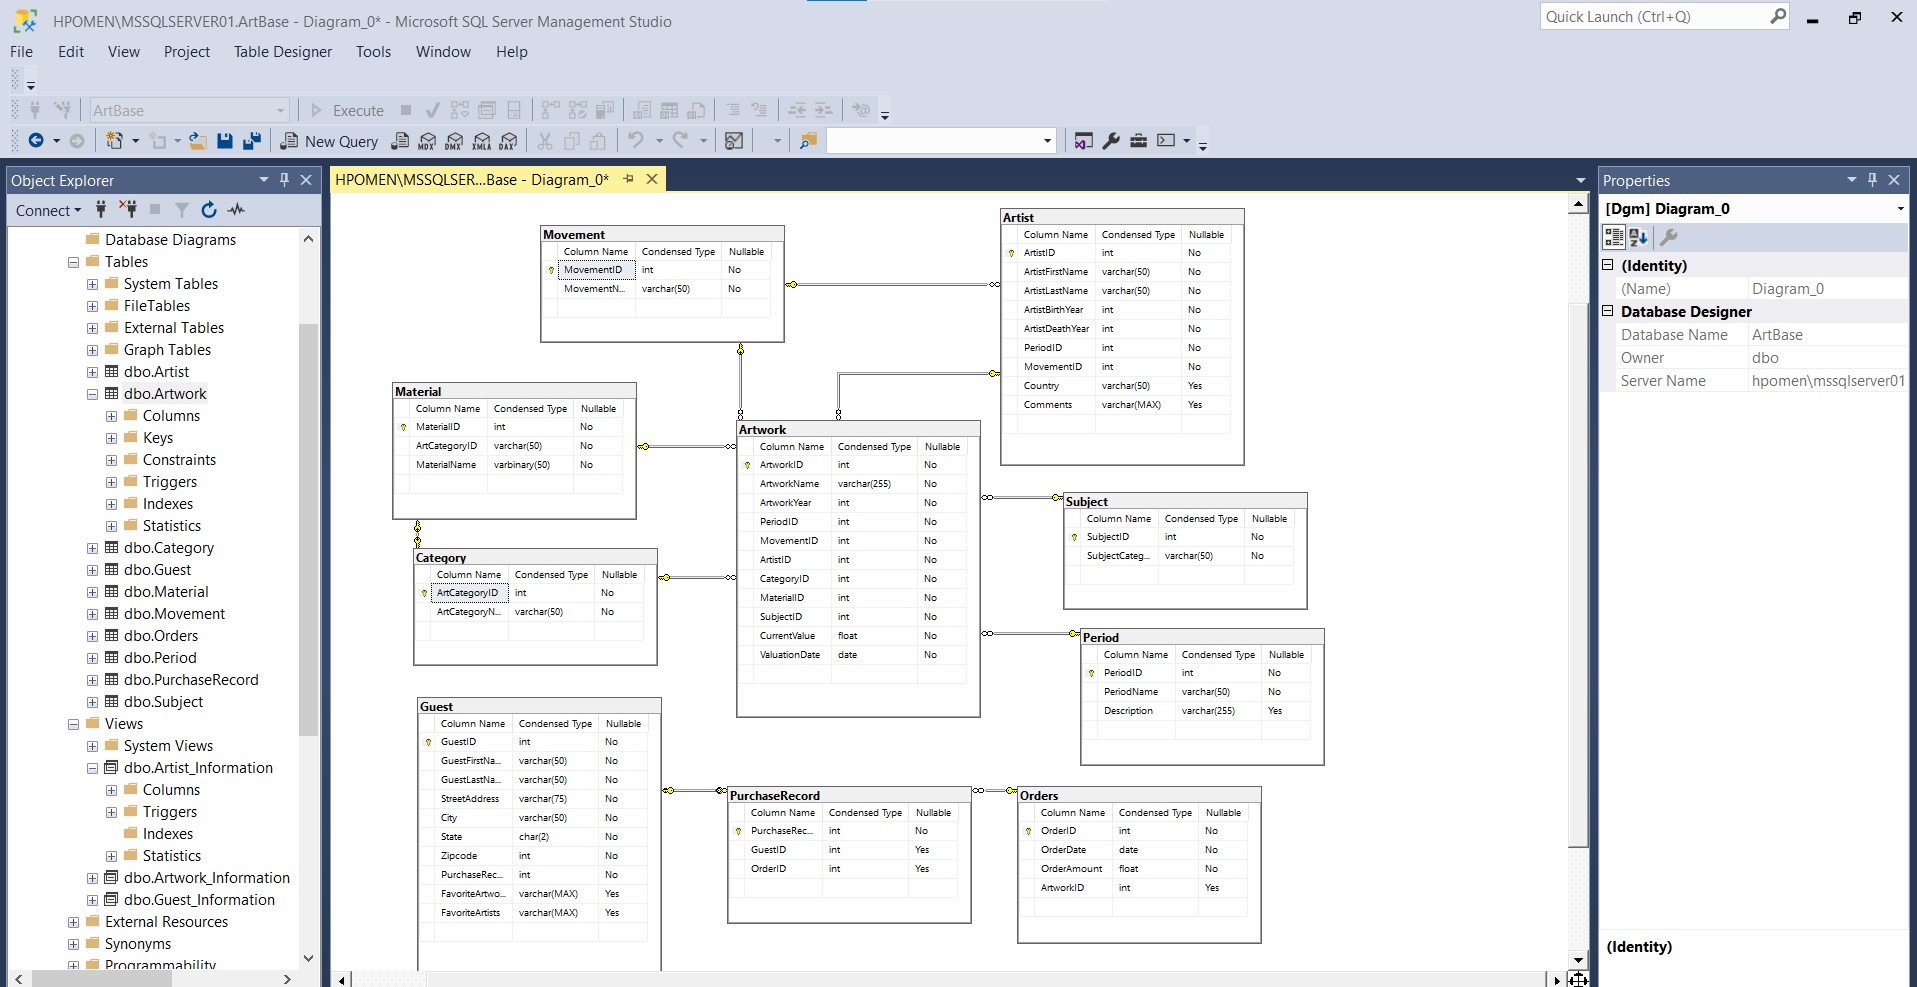 HPOMEN\MSSQLSERVER01.ArtBase - Diagram_0* - Microsoft SQL Server Management Studio
Quick Launch (Ctrl+Q)
File Edit View Project Table Designer Tools Window Help
ArtBase Execute
New Query MDX DMX XMLA DAX
Object Explorer
Connect
Database Diagrams
Tables
System Tables
FileTables
External Tables
Graph Tables
dbo.Artist
dbo.Artwork
Columns
Keys
Constraints
Triggers
Indexes
Statistics
dbo.Category
dbo.Guest
dbo.Material
dbo.Movement
dbo.Orders
dbo.Period
dbo.PurchaseRecord
dbo.Subject
Views
System Views
dbo.Artist_Information
Columns
Triggers
Indexes
Statistics
dbo.Artwork_Information
dbo.Guest_Information
External Resources
Synonyms
Programmability
HPOMEN\MSSQLSER...Base - Diagram_0*
Movement
Column Name Condensed Type Nullable
MovementID int No
MovementN... varchar(50) No
Artist
Column Name Condensed Type Nullable
ArtistID int No
ArtistFirstName varchar(50) No
ArtistLastName varchar(50) No
ArtistBirthYear int No
ArtistDeathYear int No
PeriodID int No
MovementID int No
Country varchar(50) Yes
Comments varchar(MAX) Yes
Material
Column Name Condensed Type Nullable
MaterialID int No
ArtCategoryID varchar(50) No
MaterialName varbinary(50) No
Artwork
Column Name Condensed Type Nullable
ArtworkID int No
ArtworkName varchar(255) No
ArtworkYear int No
PeriodID int No
MovementID int No
ArtistID int No
CategoryID int No
MaterialID int No
SubjectID int No
CurrentValue float No
ValuationDate date No
Subject
Column Name Condensed Type Nullable
SubjectID int No
SubjectCateg... varchar(50) No
Category
Column Name Condensed Type Nullable
ArtCategoryID int No
ArtCategoryN... varchar(50) No
Period
Column Name Condensed Type Nullable
PeriodID int No
PeriodName varchar(50) No
Description varchar(255) Yes
Guest
Column Name Condensed Type Nullable
GuestID int No
GuestFirstNa... varchar(50) No
GuestLastNa... varchar(50) No
StreetAddress varchar(75) No
City varchar(50) No
State char(2) No
Zipcode int No
PurchaseRec... int No
FavoriteArtwo... varchar(MAX) Yes
FavoriteArtists varchar(MAX) Yes
PurchaseRecord
Column Name Condensed Type Nullable
PurchaseRec... int No
GuestID int Yes
OrderID int Yes
Orders
Column Name Condensed Type Nullable
OrderID int No
OrderDate date No
OrderAmount float No
ArtworkID int Yes
Properties
[Dgm] Diagram_0
(Identity)
(Name) Diagram_0
Database Designer
Database Name ArtBase
Owner dbo
Server Name hpomen\mssqlserver01
(Identity)